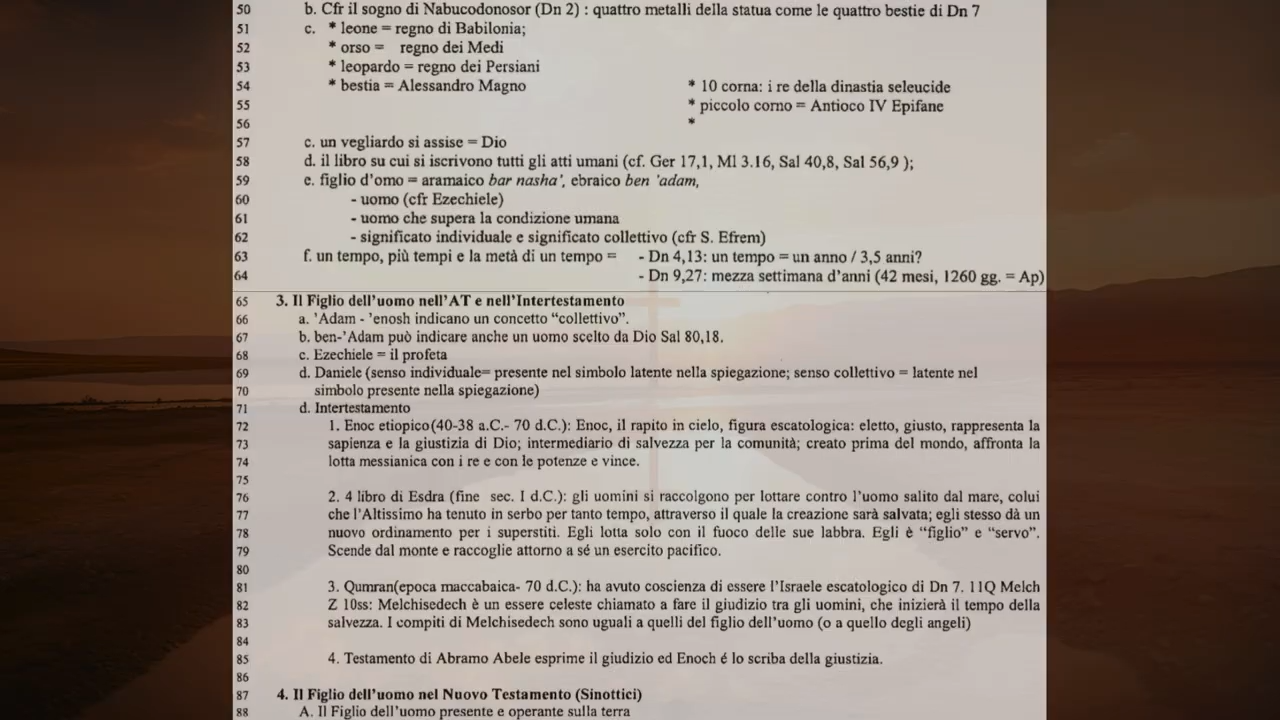 50 b. Cfr il sogno di Nabucodonosor (Dn 2) : quattro metalli della statua come le quattro bestie di Dn 7
51 c. * leone = regno di Babilonia;
52 * orso = regno dei Medi
53 * leopardo = regno dei Persiani
54 * bestia = Alessandro Magno * 10 corna: i re della dinastia seleucide
55 * piccolo corno = Antioco IV Epifane
56 *
57 c. un vegliardo si assise = Dio
58 d. il libro su cui si iscrivono tutti gli atti umani (cf. Ger 17,1, Ml 3.16, Sal 40,8, Sal 56,9 );
59 e. figlio d'omo = aramaico bar nasha', ebraico ben 'adam,
60 - uomo (cfr Ezechiele)
61 - uomo che supera la condizione umana
62 - significato individuale e significato collettivo (cfr S. Efrem)
63 f. un tempo, più tempi e la metà di un tempo = - Dn 4,13: un tempo = un anno / 3,5 anni?
64 - Dn 9,27: mezza settimana d'anni (42 mesi, 1260 gg. = Ap)
65 3. Il Figlio dell'uomo nell'AT e nell'Intertestamento
66 a. 'Adam - 'enosh indicano un concetto "collettivo".
67 b. ben-'Adam può indicare anche un uomo scelto da Dio Sal 80,18.
68 c. Ezechiele = il profeta
69 d. Daniele (senso individuale= presente nel simbolo latente nella spiegazione; senso collettivo = latente nel
70 simbolo presente nella spiegazione)
71 d. Intertestamento
72 1. Enoc etiopico(40-38 a.C.- 70 d.C.): Enoc, il rapito in cielo, figura escatologica: eletto, giusto, rappresenta la
73 sapienza e la giustizia di Dio; intermediario di salvezza per la comunità; creato prima del mondo, affronta la
74 lotta messianica con i re e con le potenze e vince.
75
76 2. 4 libro di Esdra (fine sec. I d.C.): gli uomini si raccolgono per lottare contro l'uomo salito dal mare, colui
77 che l'Altissimo ha tenuto in serbo per tanto tempo, attraverso il quale la creazione sarà salvata; egli stesso dà un
78 nuovo ordinamento per i superstiti. Egli lotta solo con il fuoco delle sue labbra. Egli è "figlio" e "servo".
79 Scende dal monte e raccoglie attorno a sé un esercito pacifico.
80
81 3. Qumran(epoca maccabaica- 70 d.C.): ha avuto coscienza di essere l'Israele escatologico di Dn 7. 11Q Melch
82 Z 10ss: Melchisedech è un essere celeste chiamato a fare il giudizio tra gli uomini, che inizierà il tempo della
83 salvezza. I compiti di Melchisedech sono uguali a quelli del figlio dell'uomo (o a quello degli angeli)
84
85 4. Testamento di Abramo Abele esprime il giudizio ed Enoch é lo scriba della giustizia.
86
87 4. Il Figlio dell'uomo nel Nuovo Testamento (Sinottici)
88 A. Il Figlio dell'uomo presente e operante sulla terra